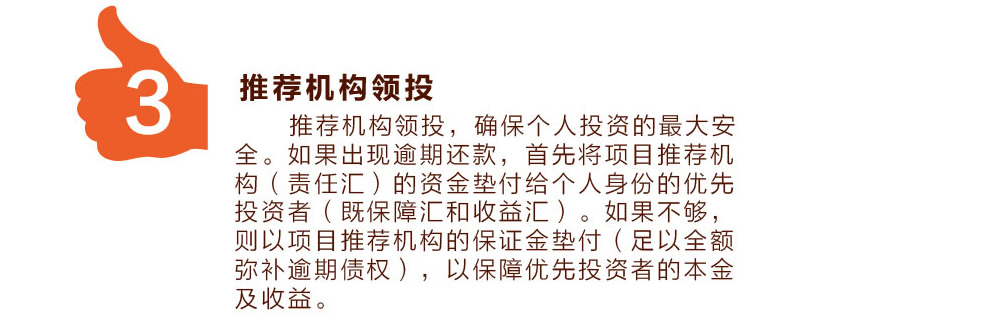 3
推荐机构领投
推荐机构领投，确保个人投资的最大安
全。如果出现逾期还款，首先将项目推荐机
构（责任汇）的资金垫付给个人身份的优先
投资者（既保障汇和收益汇）。如果不够，
则以项目推荐机构的保证金垫付（足以全额
弥补逾期债权），以保障优先投资者的本金
及收益。